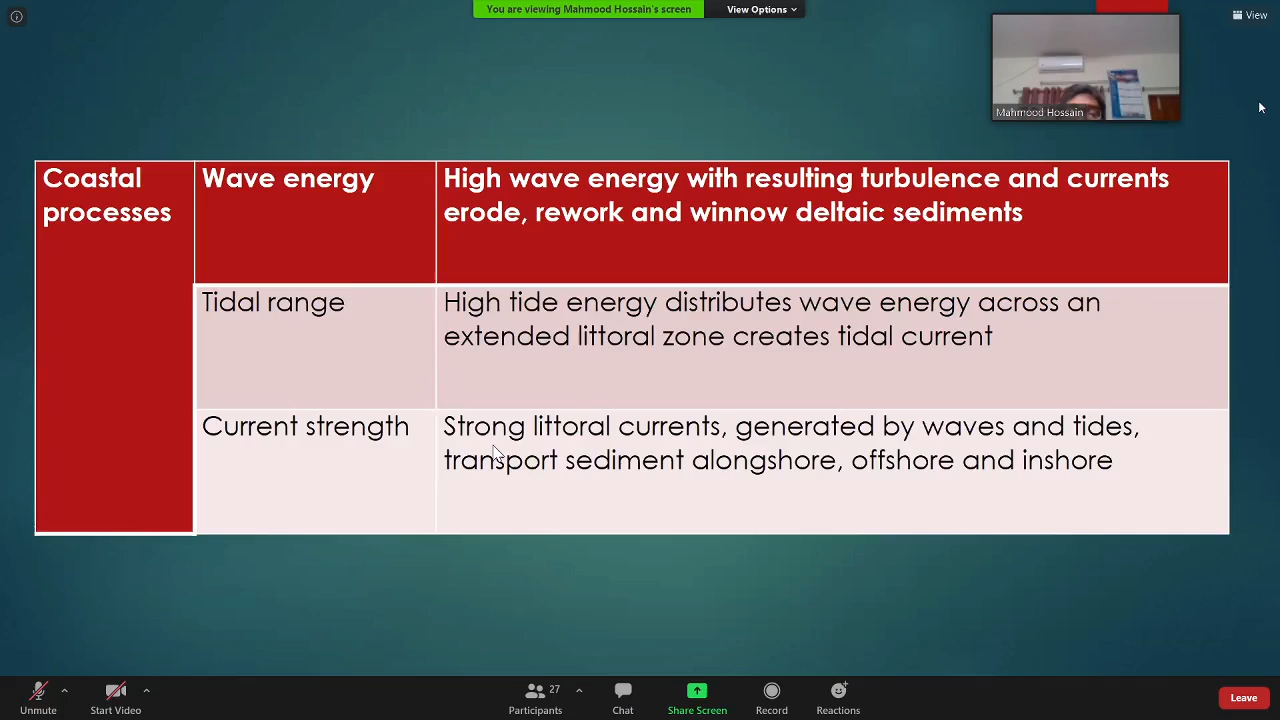 You are viewing Mahmood Hossain's screen
View Options
View
Mahmood Hossain
Coastal
processes
Wave energy
High wave energy with resulting turbulence and currents
erode, rework and winnow deltaic sediments
Tidal range
High tide energy distributes wave energy across an
extended littoral zone creates tidal current
Current strength
Strong littoral currents, generated by waves and tides,
transport sediment alongshore, offshore and inshore
Unmute
Start Video
27
Participants
Chat
Share Screen
Record
Reactions
Leave